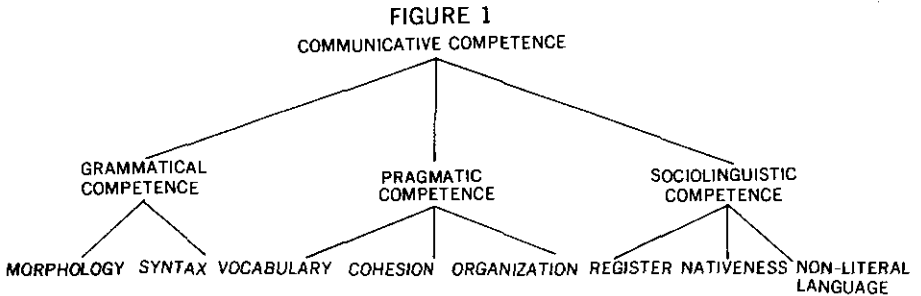 FIGURE 1
COMMUNICATIVE COMPETENCE
GRAMMATICAL
COMPETENCE
PRAGMATIC
COMPETENCE
SOCIOLINGUISTIC
COMPETENCE
MORPHOLOGY SYNTAX VOCABULARY COHESION ORGANIZATION REGISTER NATIVENESS NON-LITERAL
LANGUAGE